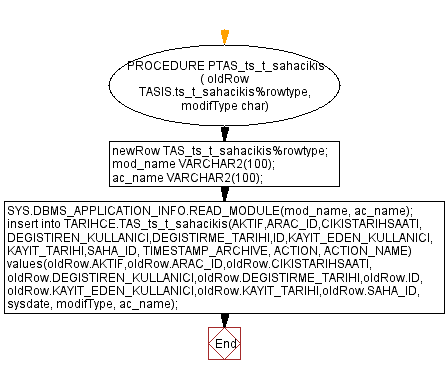 PROCEDURE PTAS_ts_t_sahacikis
( oldRow
TASIS.ts_t_sahacikis%rowtype,
modifType char)
newRow TAS_ts_t_sahacikis%rowtype;
mod_name VARCHAR2(100);
ac_name VARCHAR2(100);
SYS.DBMS_APPLICATION_INFO.READ_MODULE(mod_name, ac_name);
insert into TARIHCE.TAS_ts_t_sahacikis(AKTIF,ARAC_ID,CIKISTARIHSAATI,
DEGISTIREN_KULLANICI,DEGISTIRME_TARIHI,ID,KAYIT_EDEN_KULLANICI,
KAYIT_TARIHI,SAHA_ID, TIMESTAMP_ARCHIVE, ACTION, ACTION_NAME)
values(oldRow.AKTIF,oldRow.ARAC_ID,oldRow.CIKISTARIHSAATI,
oldRow.DEGISTIREN_KULLANICI,oldRow.DEGISTIRME_TARIHI,oldRow.ID,
oldRow.KAYIT_EDEN_KULLANICI,oldRow.KAYIT_TARIHI,oldRow.SAHA_ID,
sysdate, modifType, ac_name);
End